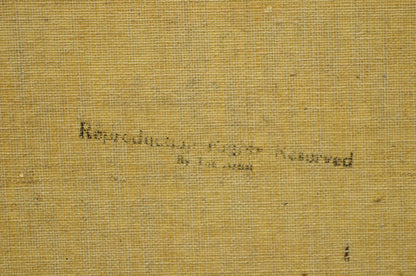 Reproduction Rights Reserved
By The Artist